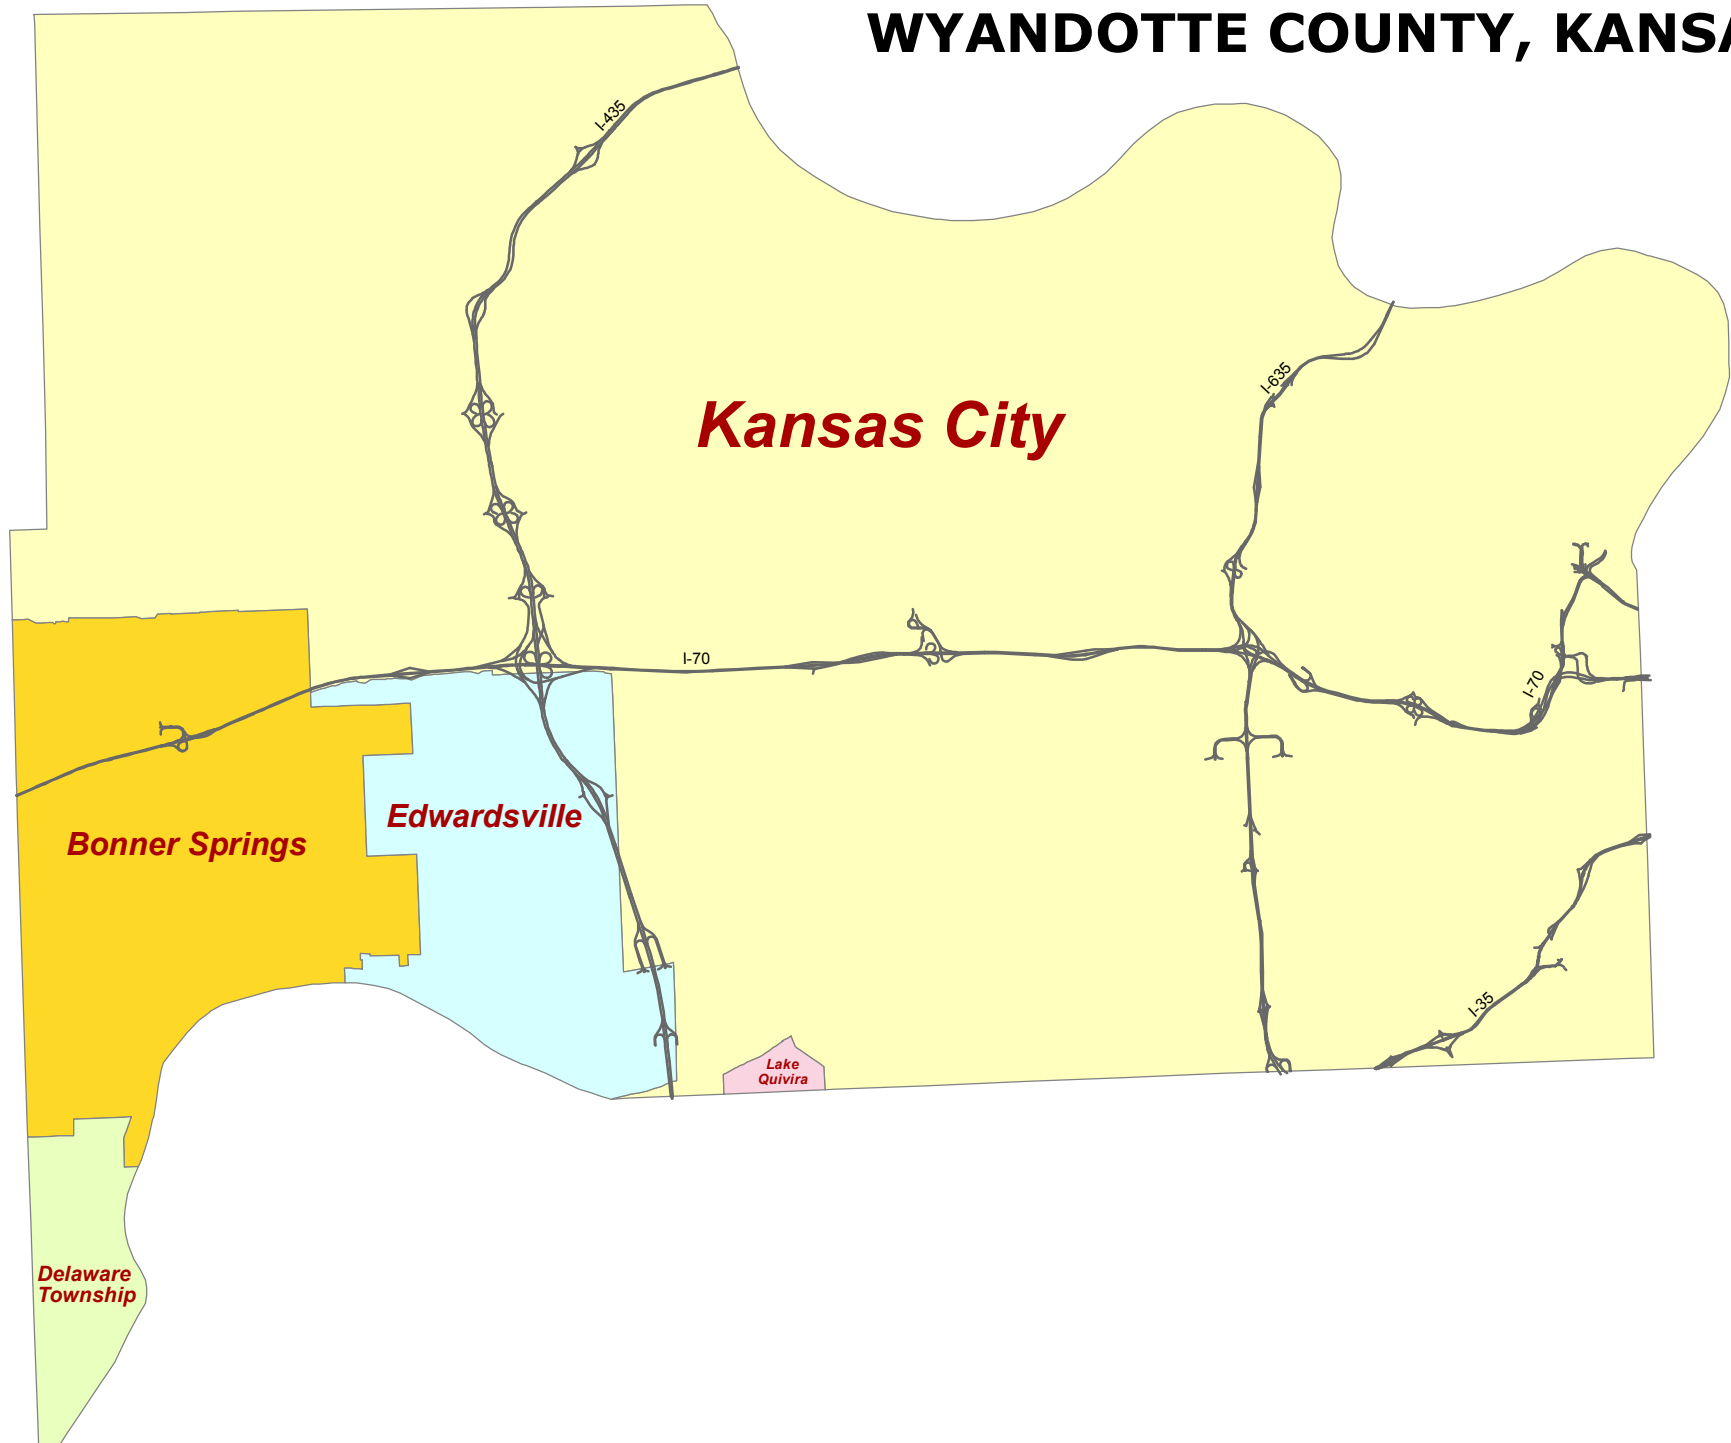 WYANDOTTE COUNTY, KANSA
I-435
I-635
Kansas City
I-70
I-70
Edwardsville
Bonner Springs
I-35
Lake
Quivira
Delaware
Township